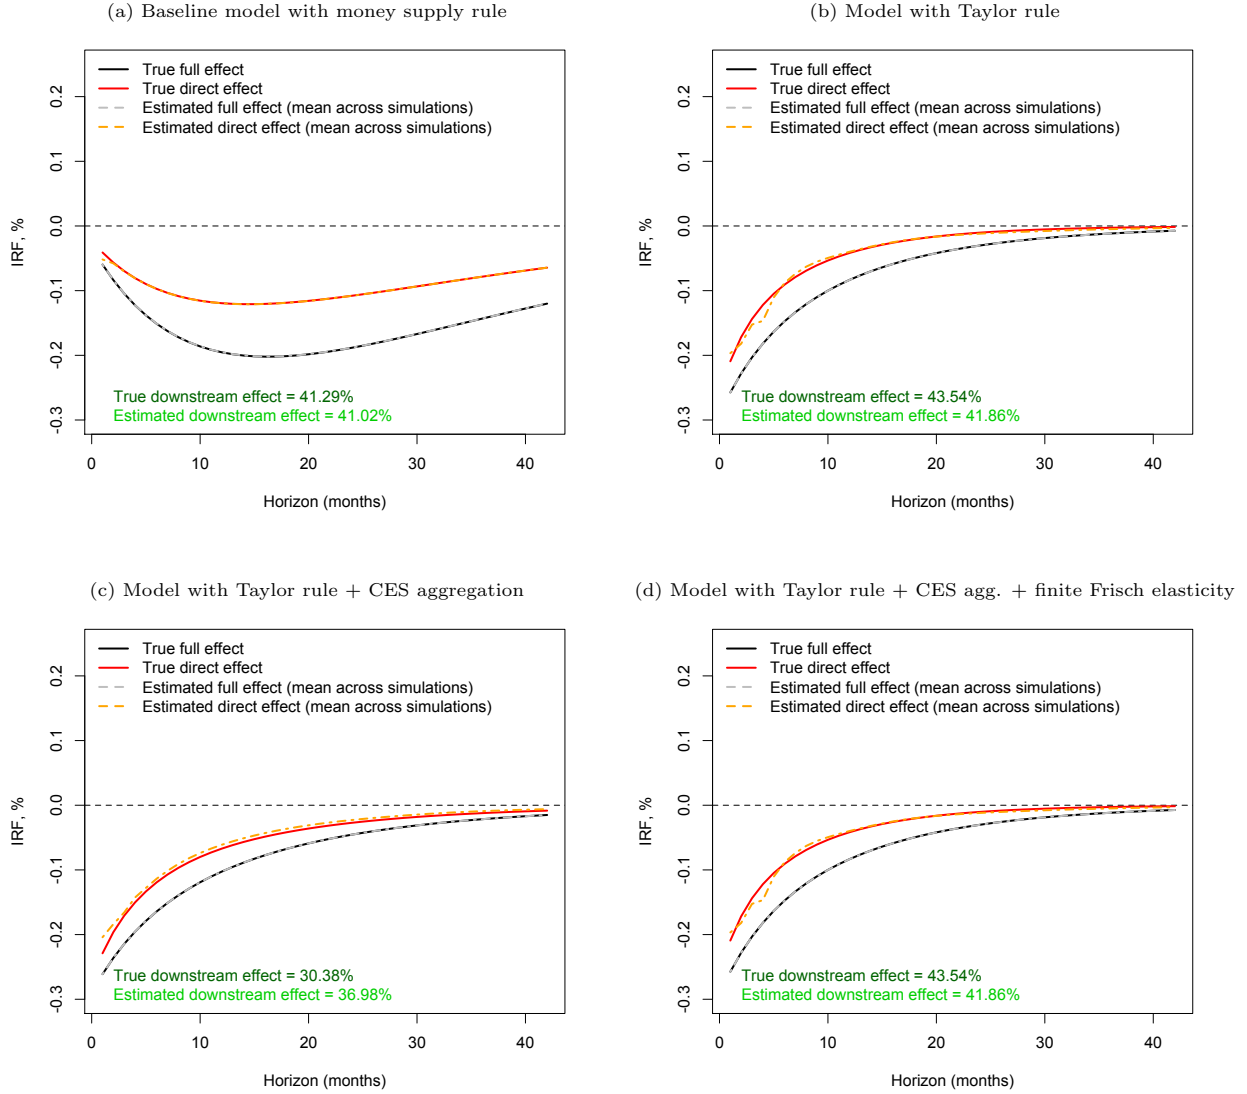 (a) Baseline model with money supply rule
True full effect
True direct effect
Estimated full effect (mean across simulations)
Estimated direct effect (mean across simulations)
IRF, %
0.2
0.1
0.0
-0.1
-0.2
-0.3
True downstream effect = 41.29%
Estimated downstream effect = 41.02%
0 10 20 30 40
Horizon (months)
(b) Model with Taylor rule
True full effect
True direct effect
Estimated full effect (mean across simulations)
Estimated direct effect (mean across simulations)
IRF, %
0.2
0.1
0.0
-0.1
-0.2
-0.3
True downstream effect = 43.54%
Estimated downstream effect = 41.86%
0 10 20 30 40
Horizon (months)
(c) Model with Taylor rule + CES aggregation
True full effect
True direct effect
Estimated full effect (mean across simulations)
Estimated direct effect (mean across simulations)
IRF, %
0.2
0.1
0.0
-0.1
-0.2
-0.3
True downstream effect = 30.38%
Estimated downstream effect = 36.98%
0 10 20 30 40
Horizon (months)
(d) Model with Taylor rule + CES agg. + finite Frisch elasticity
True full effect
True direct effect
Estimated full effect (mean across simulations)
Estimated direct effect (mean across simulations)
IRF, %
0.2
0.1
0.0
-0.1
-0.2
-0.3
True downstream effect = 43.54%
Estimated downstream effect = 41.86%
0 10 20 30 40
Horizon (months)